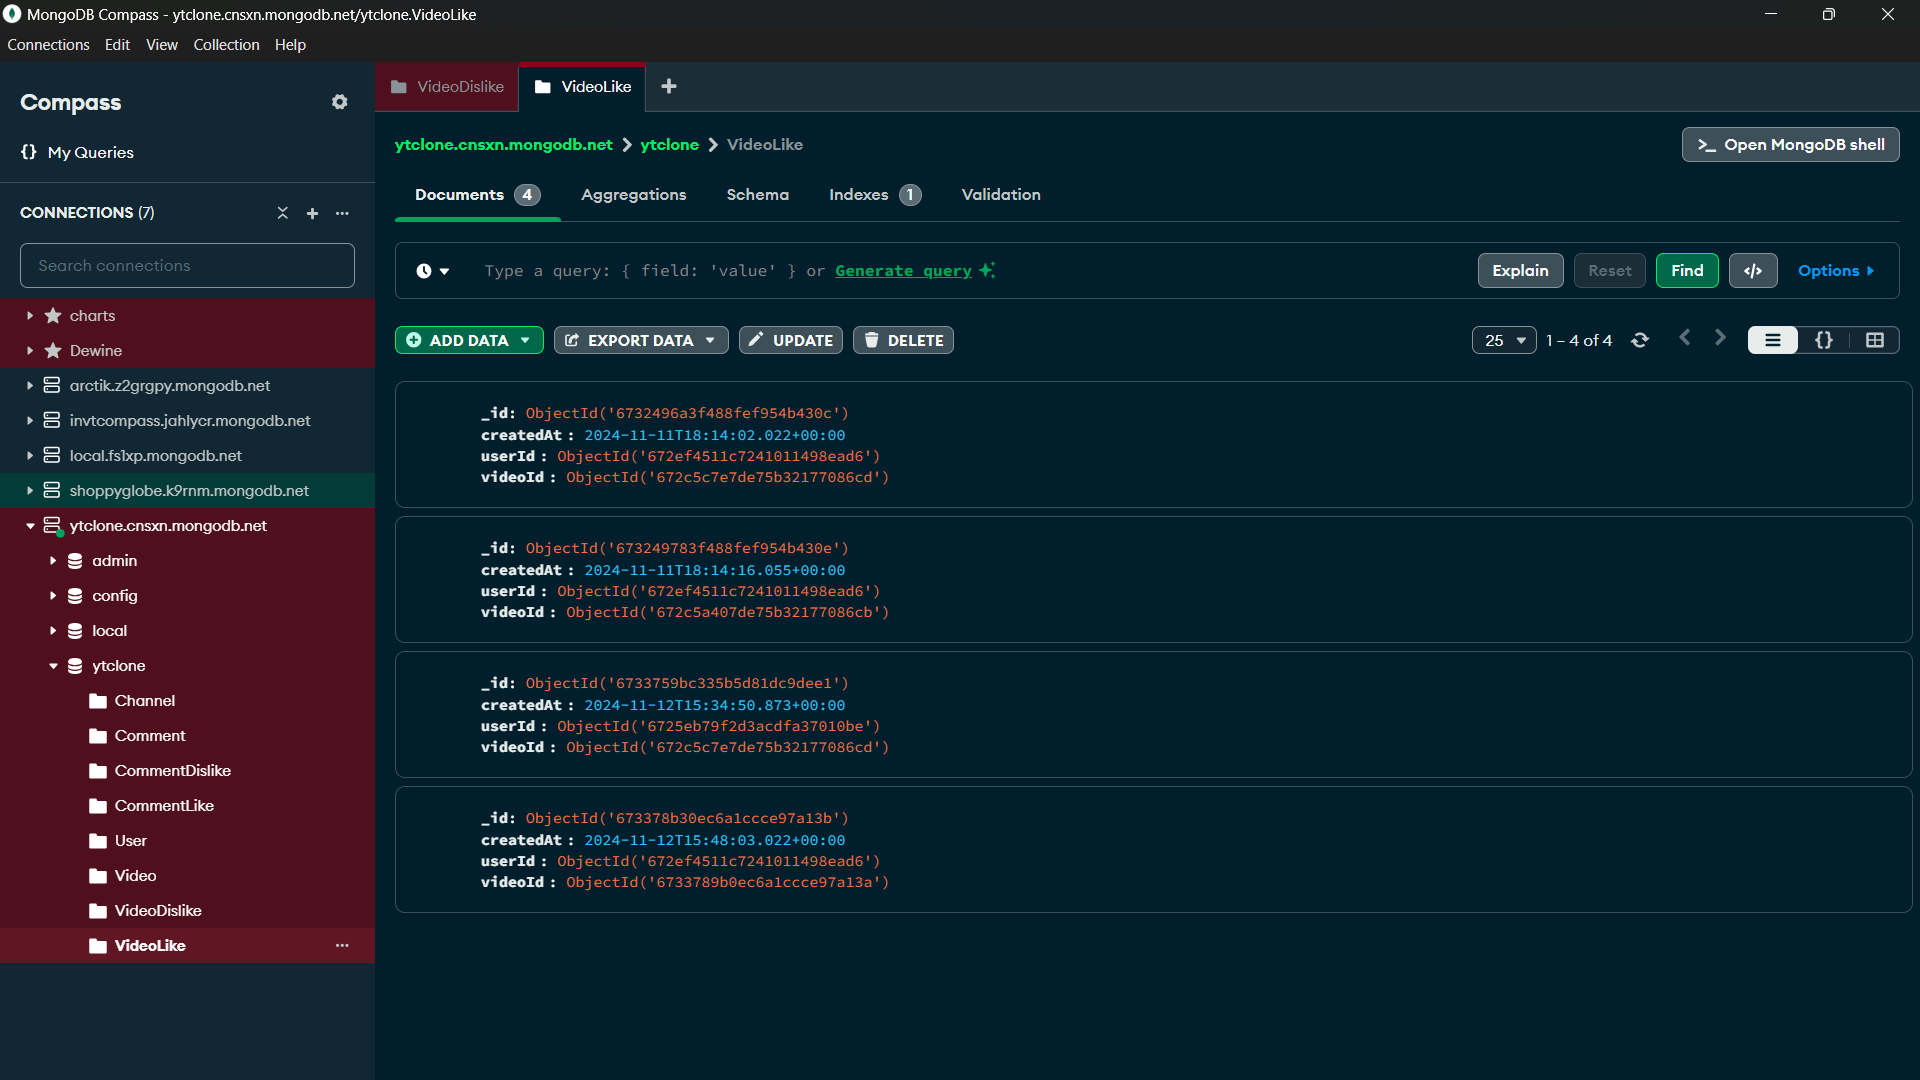 MongoDB Compass - ytclone.cnsxn.mongodb.net/ytclone.VideoLike
Connections Edit View Collection Help
Compass
{} My Queries
CONNECTIONS (7)
Search connections
charts
Dewine
arctik.z2grgpy.mongodb.net
invtcompass.jahlycr.mongodb.net
local.fs1xp.mongodb.net
shoppyglobe.k9rnm.mongodb.net
ytclone.cnsxn.mongodb.net
admin
config
local
ytclone
Channel
Comment
CommentDislike
CommentLike
User
Video
VideoDislike
VideoLike
VideoDislike VideoLike
ytclone.cnsxn.mongodb.net > ytclone > VideoLike
>_ Open MongoDB shell
Documents 4 Aggregations Schema Indexes 1 Validation
Type a query: { field: 'value' } or Generate query
Explain Reset Find </> Options
ADD DATA EXPORT DATA UPDATE DELETE
25 1 – 4 of 4 {}
_id: ObjectId('6732496a3f488fef954b430c')
createdAt : 2024-11-11T18:14:02.022+00:00
userId : ObjectId('672ef4511c7241011498ead6')
videoId : ObjectId('672c5c7e7de75b32177086cd')
_id: ObjectId('673249783f488fef954b430e')
createdAt : 2024-11-11T18:14:16.055+00:00
userId : ObjectId('672ef4511c7241011498ead6')
videoId : ObjectId('672c5a407de75b32177086cb')
_id: ObjectId('6733759bc335b5d81dc9dee1')
createdAt : 2024-11-12T15:34:50.873+00:00
userId : ObjectId('6725eb79f2d3acdfa37010be')
videoId : ObjectId('672c5c7e7de75b32177086cd')
_id: ObjectId('673378b30ec6a1ccce97a13b')
createdAt : 2024-11-12T15:48:03.022+00:00
userId : ObjectId('672ef4511c7241011498ead6')
videoId : ObjectId('6733789b0ec6a1ccce97a13a')